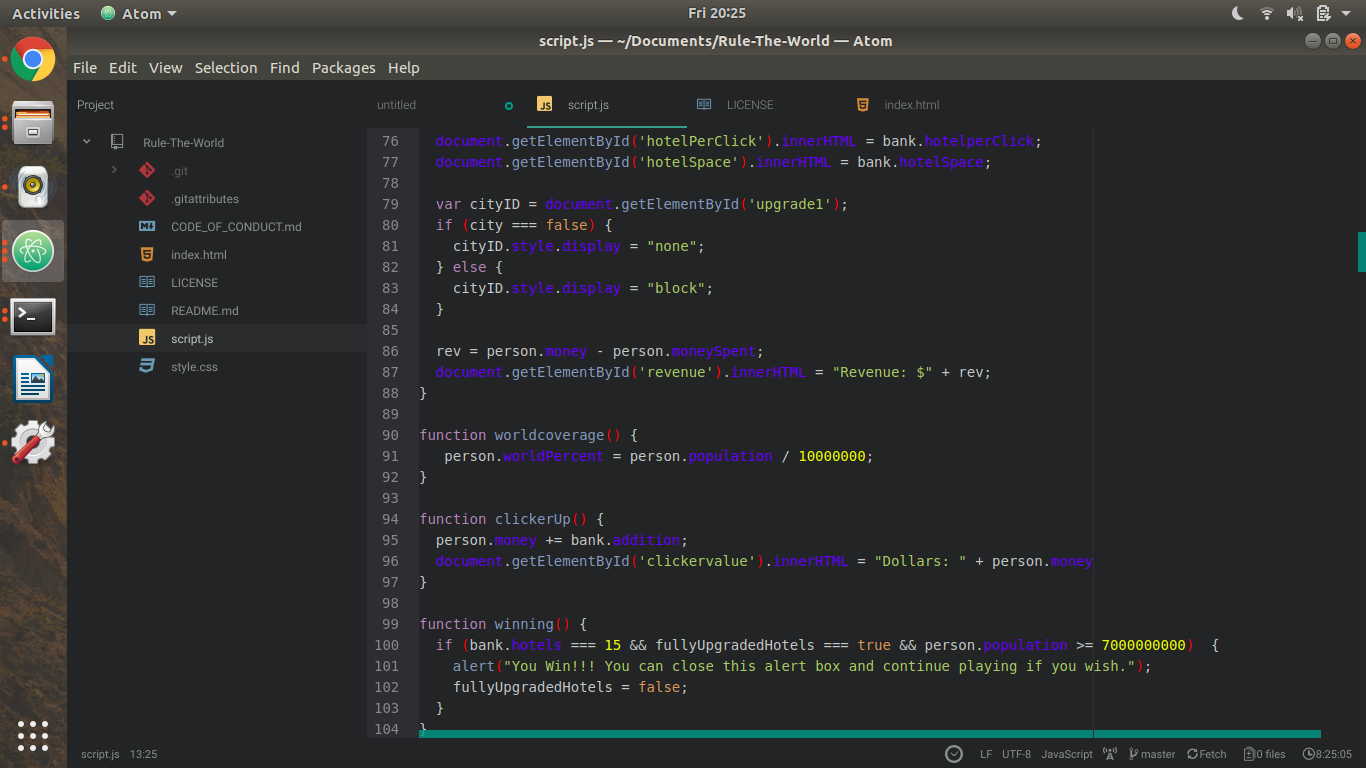 Activities Atom Fri 20:25
script.js — ~/Documents/Rule-The-World — Atom
File Edit View Selection Find Packages Help
Project
Rule-The-World
.git
.gitattributes
CODE_OF_CONDUCT.md
index.html
LICENSE
README.md
JS script.js
style.css
untitled JS script.js LICENSE index.html
76 document.getElementById('hotelPerClick').innerHTML = bank.hotelperClick;
77 document.getElementById('hotelSpace').innerHTML = bank.hotelSpace;
78
79 var cityID = document.getElementById('upgrade1');
80 if (city === false) {
81 cityID.style.display = "none";
82 } else {
83 cityID.style.display = "block";
84 }
85
86 rev = person.money - person.moneySpent;
87 document.getElementById('revenue').innerHTML = "Revenue: $" + rev;
88 }
89
90 function worldcoverage() {
91 person.worldPercent = person.population / 10000000;
92 }
93
94 function clickerUp() {
95 person.money += bank.addition;
96 document.getElementById('clickervalue').innerHTML = "Dollars: " + person.money
97 }
98
99 function winning() {
100 if (bank.hotels === 15 && fullyUpgradedHotels === true && person.population >= 7000000000) {
101 alert("You Win!!! You can close this alert box and continue playing if you wish.");
102 fullyUpgradedHotels = false;
103 }
104 }
script.js 13:25 LF UTF-8 JavaScript master Fetch 0 files 8:25:05